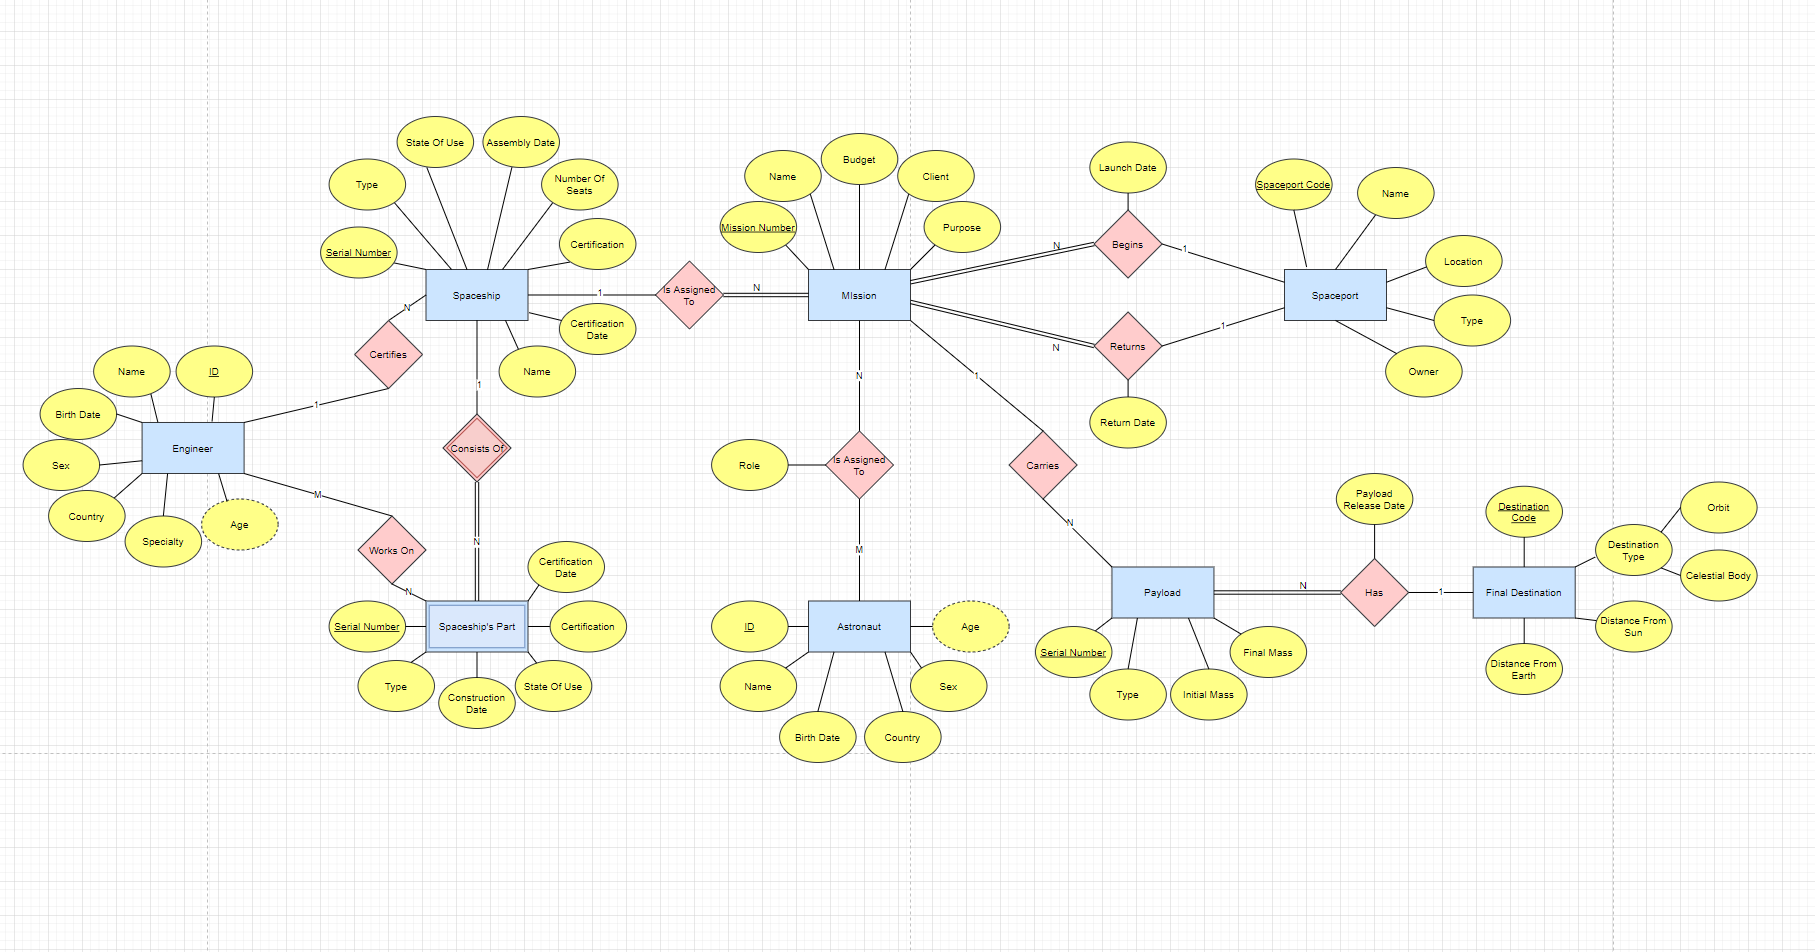 State Of Use
Assembly Date
Type
Number Of
Seats
Serial Number
Certification
Spaceship
Certification
Date
Name
N
Certifies
1
1
Is Assigned
To
N
Name
Budget
Client
Mission Number
Purpose
MIssion
Launch Date
N
Begins
1
N
Returns
1
Return Date
Spaceport Code
Name
Location
Spaceport
Type
Owner
Name
ID
Birth Date
Engineer
Sex
Country
Specialty
Age
M
Works On
N
1
Consists Of
N
Certification
Date
Serial Number
Spaceship's Part
Certification
Type
Construction
Date
State Of Use
N
Role
Is Assigned
To
M
ID
Astronaut
Age
Name
Sex
Birth Date
Country
1
Carries
N
Payload
Serial Number
Type
Initial Mass
Final Mass
Payload
Release Date
N
Has
1
Destination
Code
Orbit
Destination
Type
Celestial Body
Final Destination
Distance From
Sun
Distance From
Earth